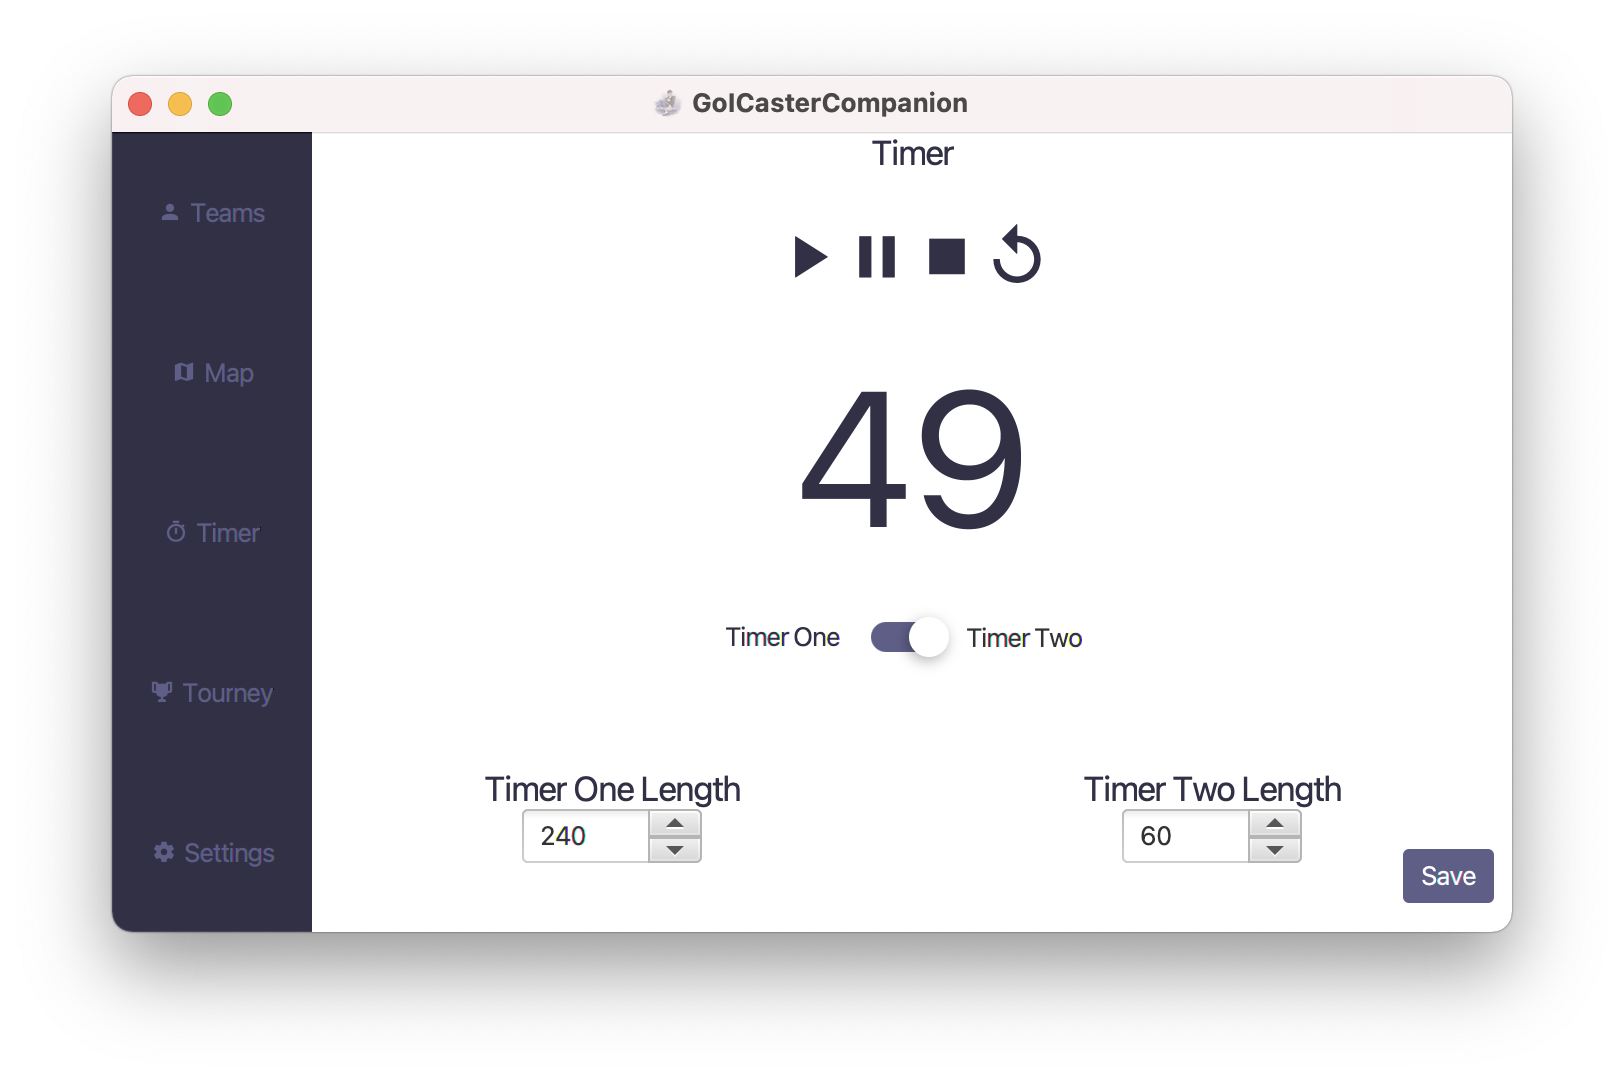 GoICasterCompanion
Teams
Map
Timer
Tourney
Settings
Timer
49
Timer One
Timer Two
Timer One Length
240
Timer Two Length
60
Save